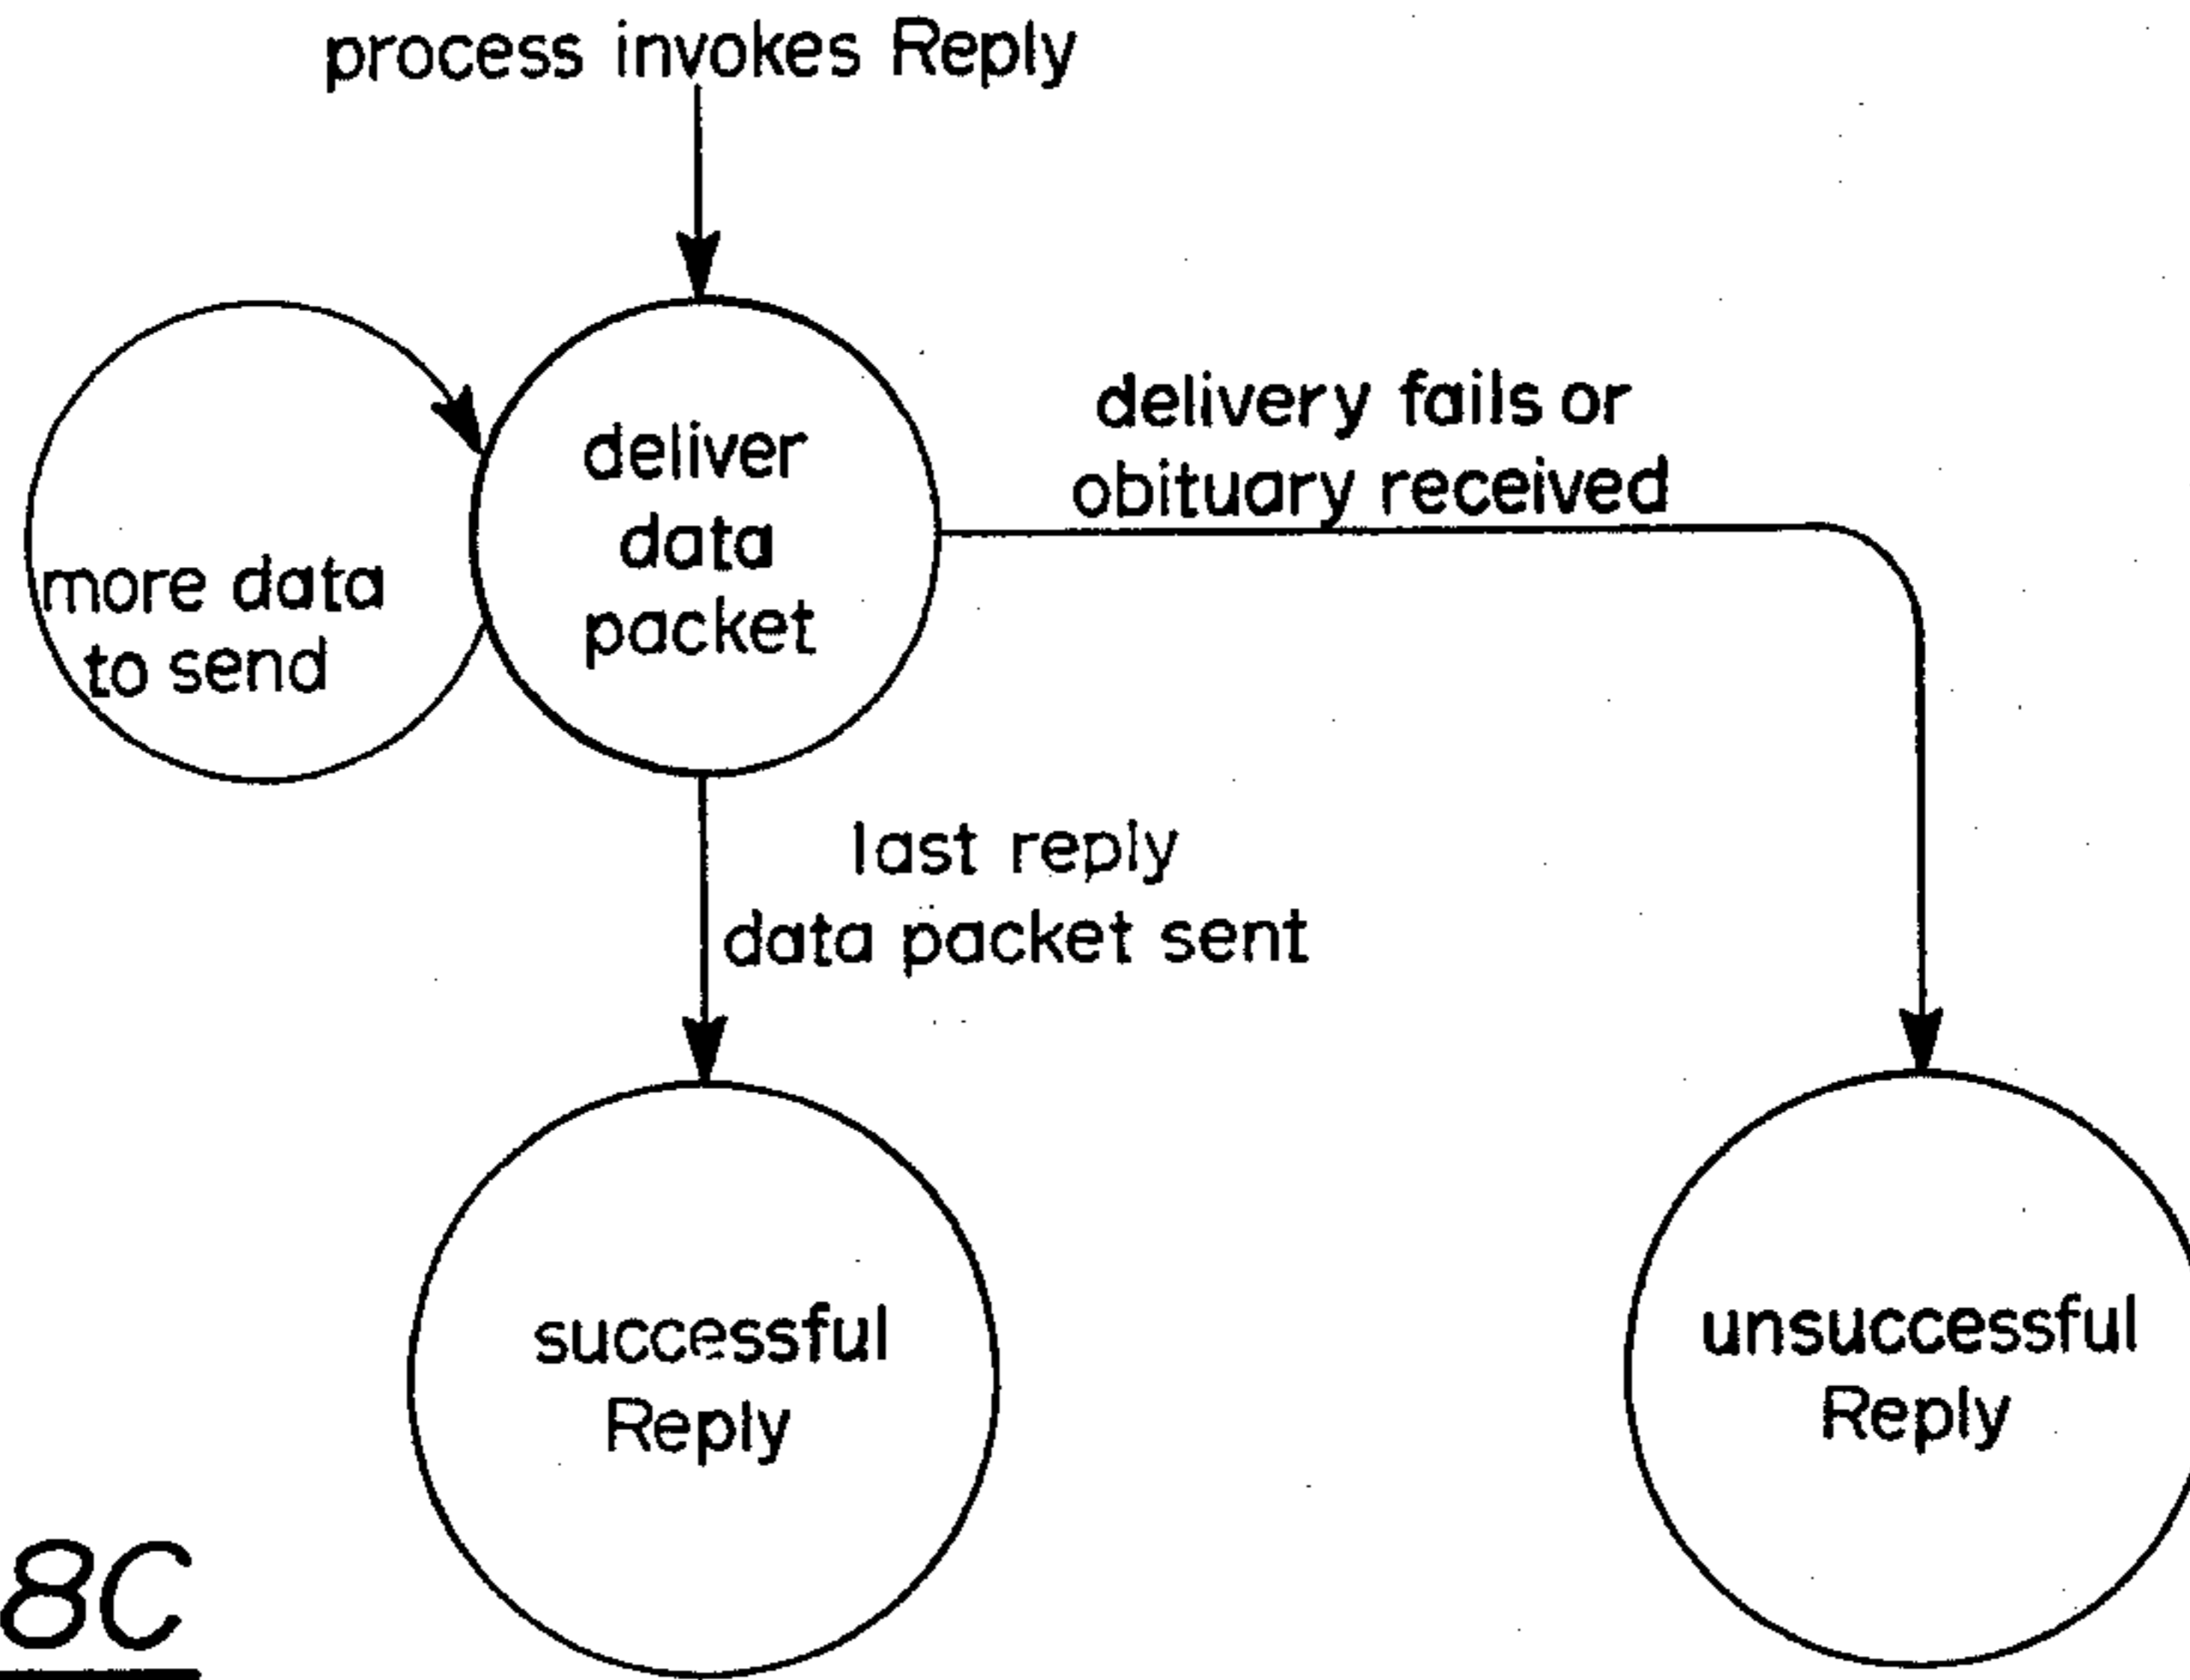 process invokes Reply
delivery fails or
obituary received
deliver
data
packet
more data
to send
last reply
data packet sent
successful
Reply
unsuccessful
Reply
8C